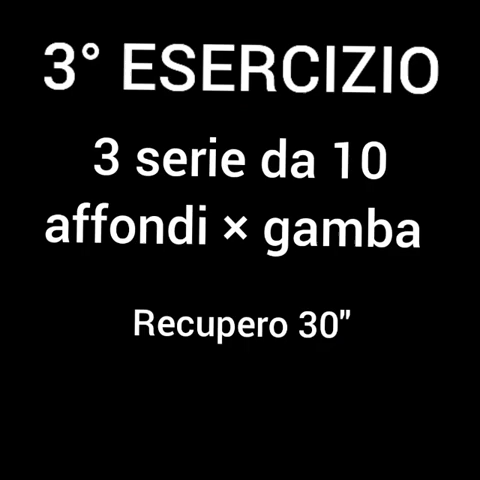 3° ESERCIZIO
3 serie da 10
affondi × gamba
Recupero 30"